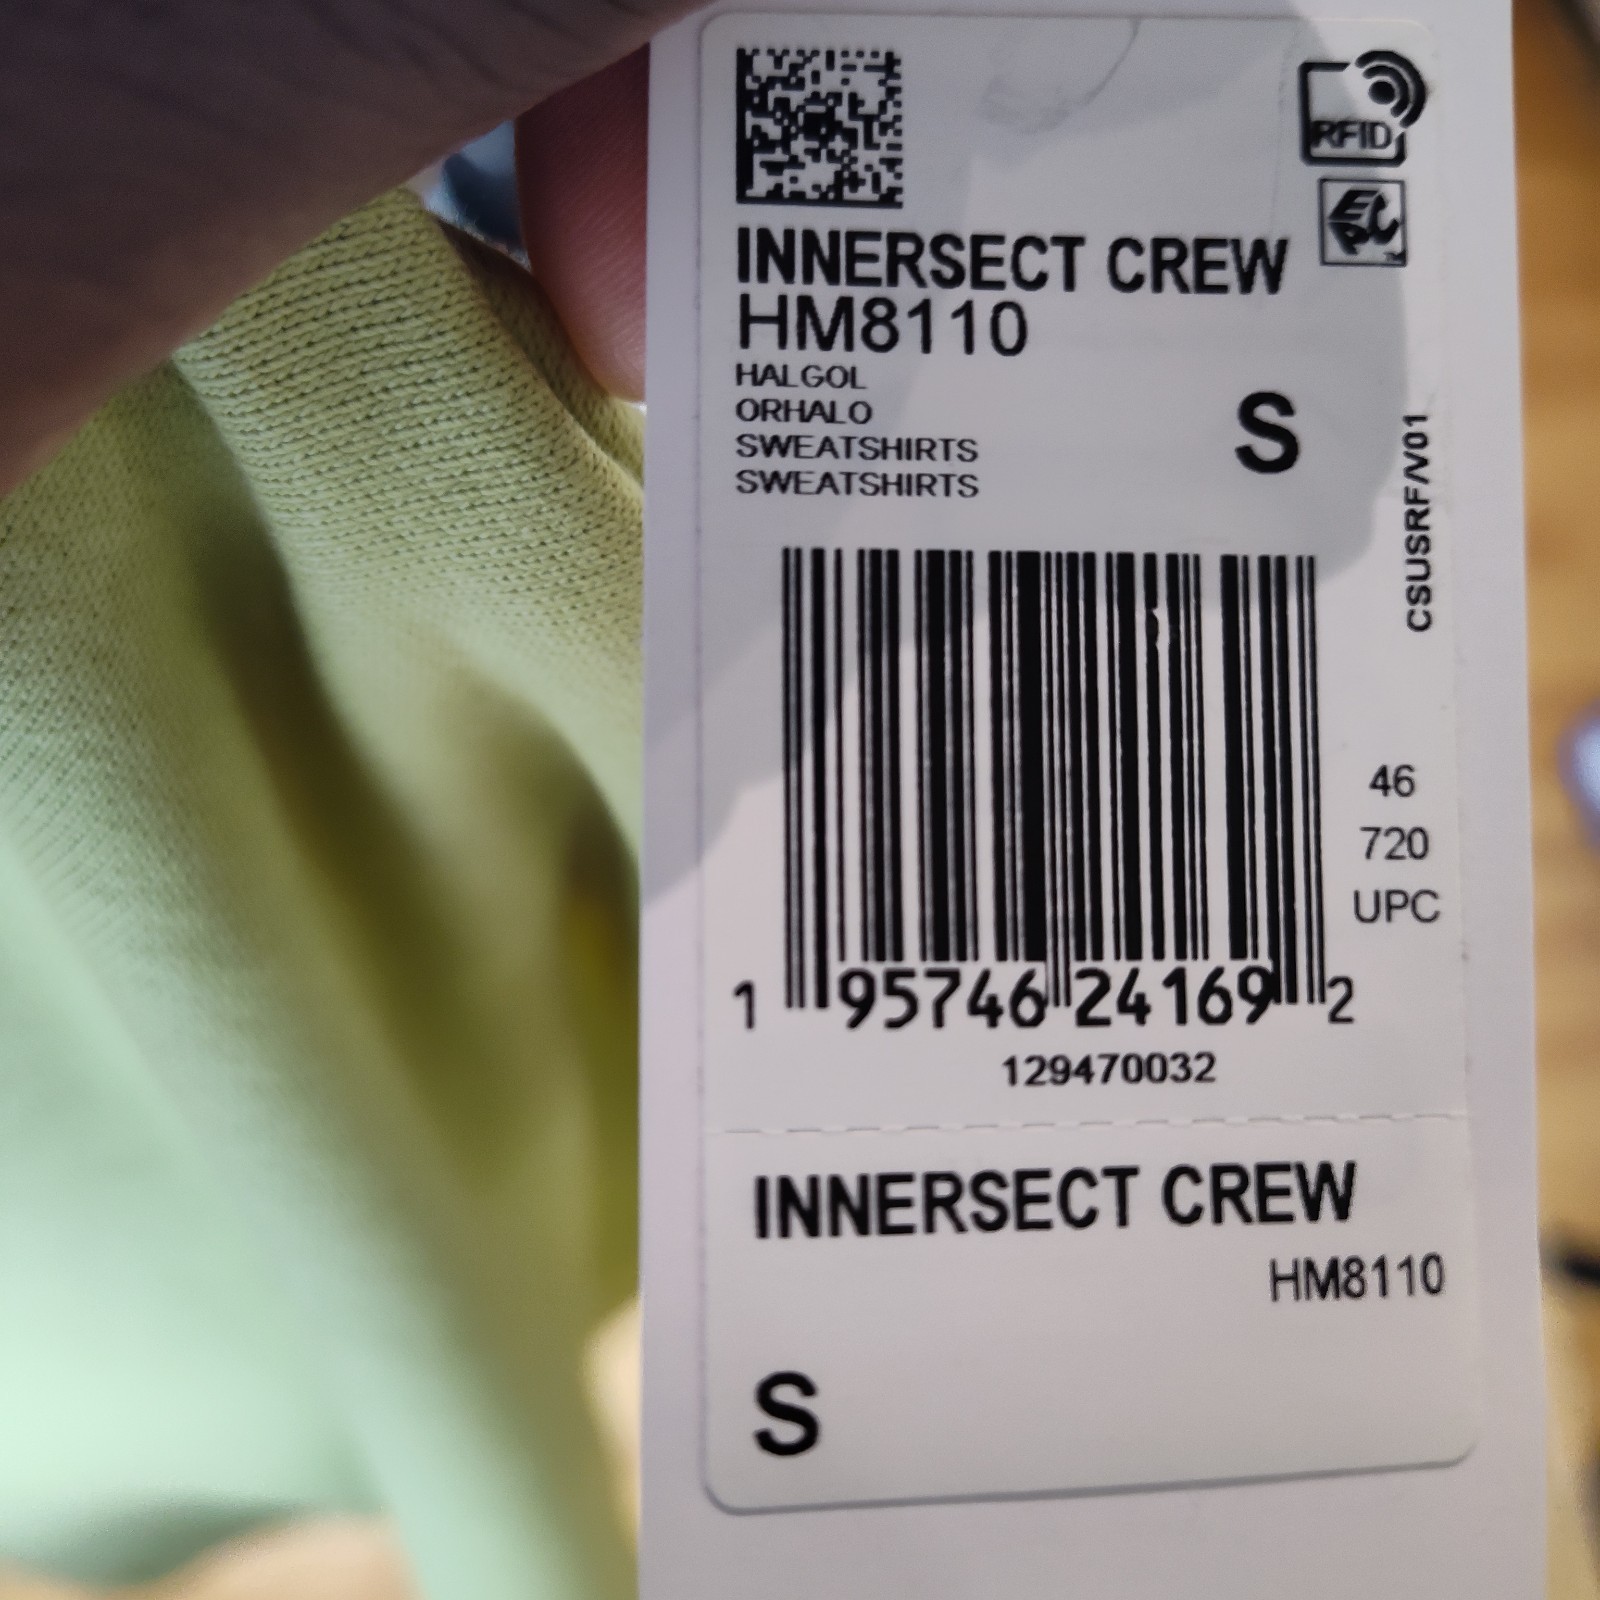 RFID
EPC
INNERSECT CREW
HM8110
HALGOL
ORHALO
SWEATSHIRTS
SWEATSHIRTS
S
CSUSRF/V01
46
720
UPC
1 95746 24169 2
129470032
INNERSECT CREW
HM8110
S